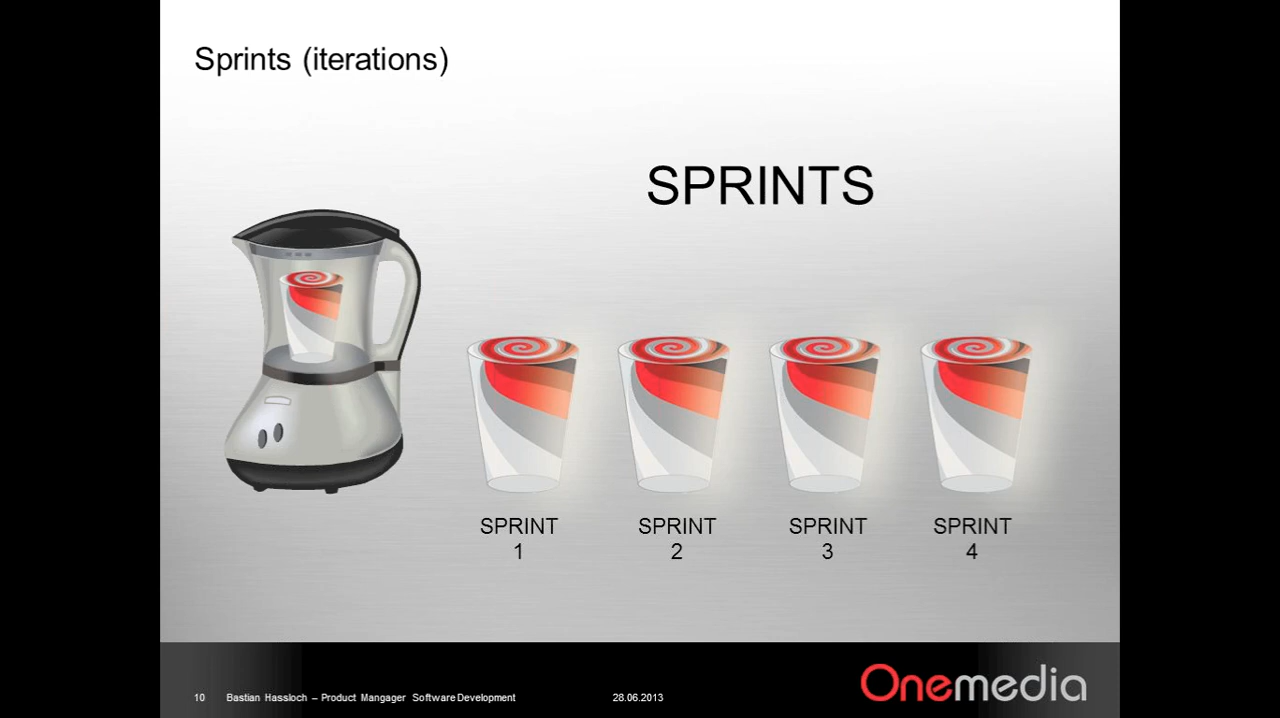 Sprints (iterations)
SPRINTS
SPRINT
1
SPRINT
2
SPRINT
3
SPRINT
4
10 Bastian Hassloch – Product Mangager Software Development 28.06.2013
Onemedia